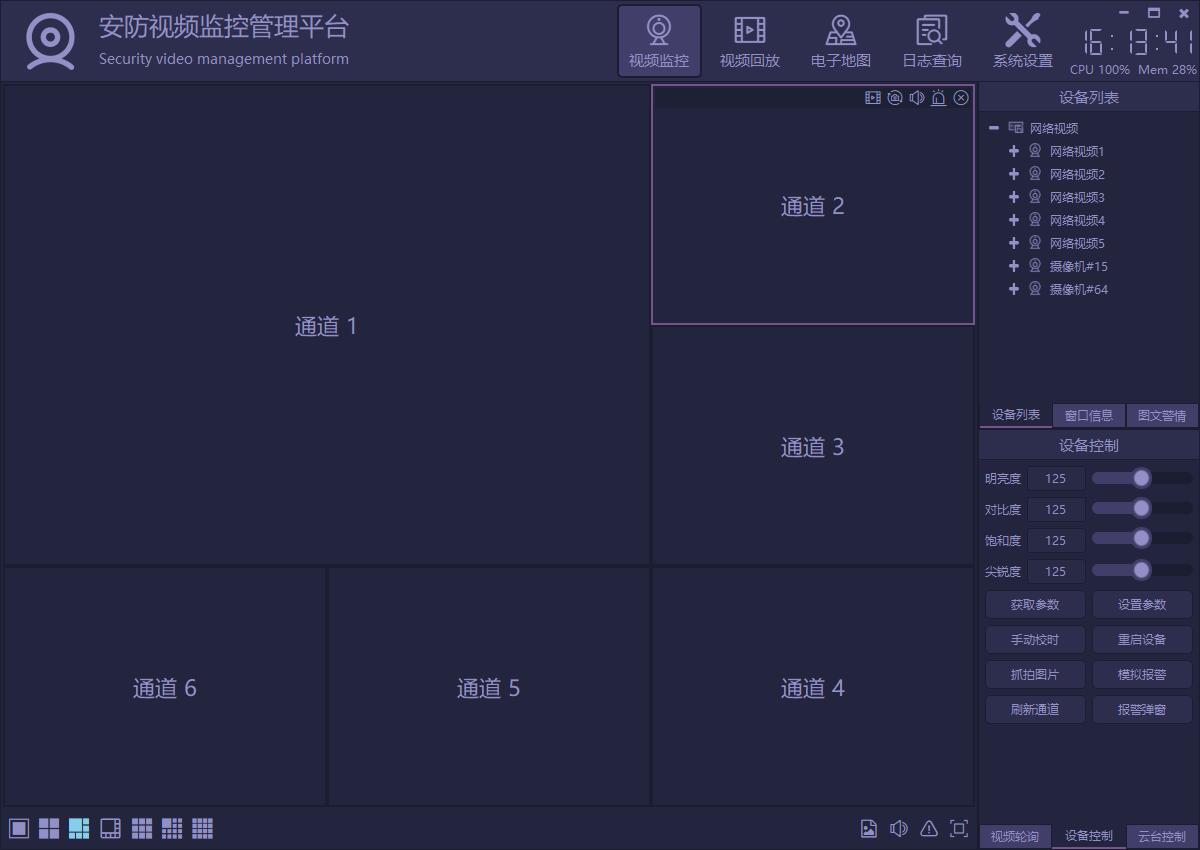 安防视频监控管理平台
Security video management platform
视频监控
视频回放
电子地图
日志查询
系统设置
16:13:41
CPU 100% Mem 28%
通道 1
通道 2
通道 3
通道 6
通道 5
通道 4
设备列表
网络视频
网络视频1
网络视频2
网络视频3
网络视频4
网络视频5
摄像机#15
摄像机#64
设备列表 窗口信息 图文警情
设备控制
明亮度 125
对比度 125
饱和度 125
尖锐度 125
获取参数 设置参数
手动校时 重启设备
抓拍图片 模拟报警
刷新通道 报警弹窗
视频轮询 设备控制 云台控制